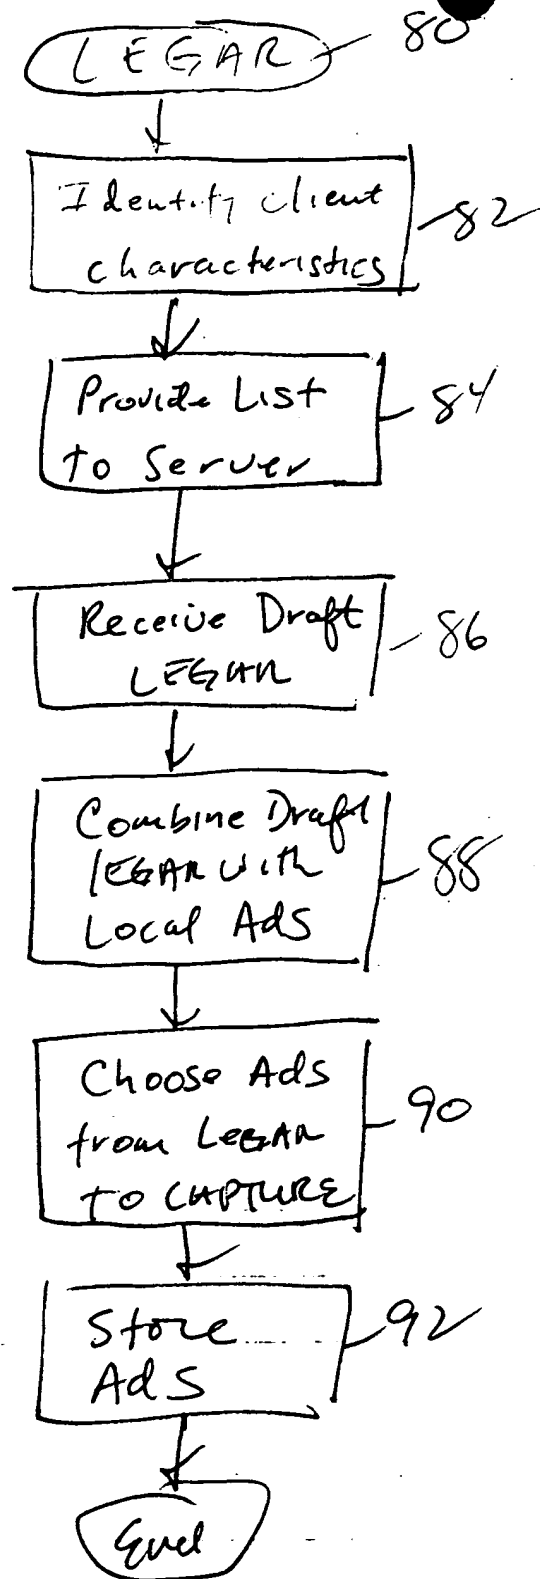 LEGAR 80
Identify client
characteristics
82
Provide List
to Server
84
Receive Draft
LEGAR
86
Combine Draft
LEGAR with
Local Ads
88
Choose Ads
from LEGAR
to CAPTURE
90
Store
Ads
92
End